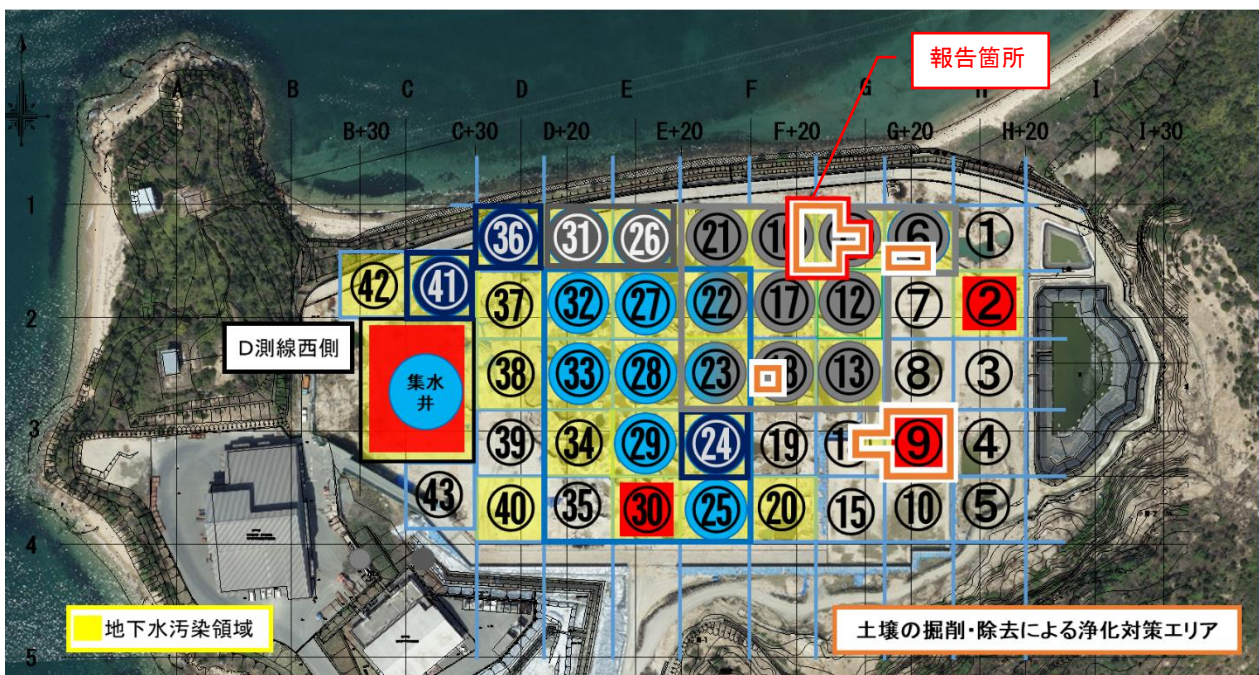 報告箇所
A B C D E F G H I
B+30 C+30 D+20 E+20 F+20 G+20 H+20 I+30
1
㊱ ㉛ ㉖ ㉑ ⑥ ①
㊷ ㊶ ㊲ ㉜ ㉗ ㉒ ⑰ ⑫ ⑦ ②
2
D測線西側
集水
井
㊳ ㉝ ㉘ ㉓ ⑬ ⑧ ③
3
㊴ ㉞ ㉙ ㉔ ⑲ ⑨ ④
㊸ ㊵ ㉟ ㉚ ㉕ ⑳ ⑮ ⑩ ⑤
4
地下水汚染領域
土壌の掘削・除去による浄化対策エリア
5